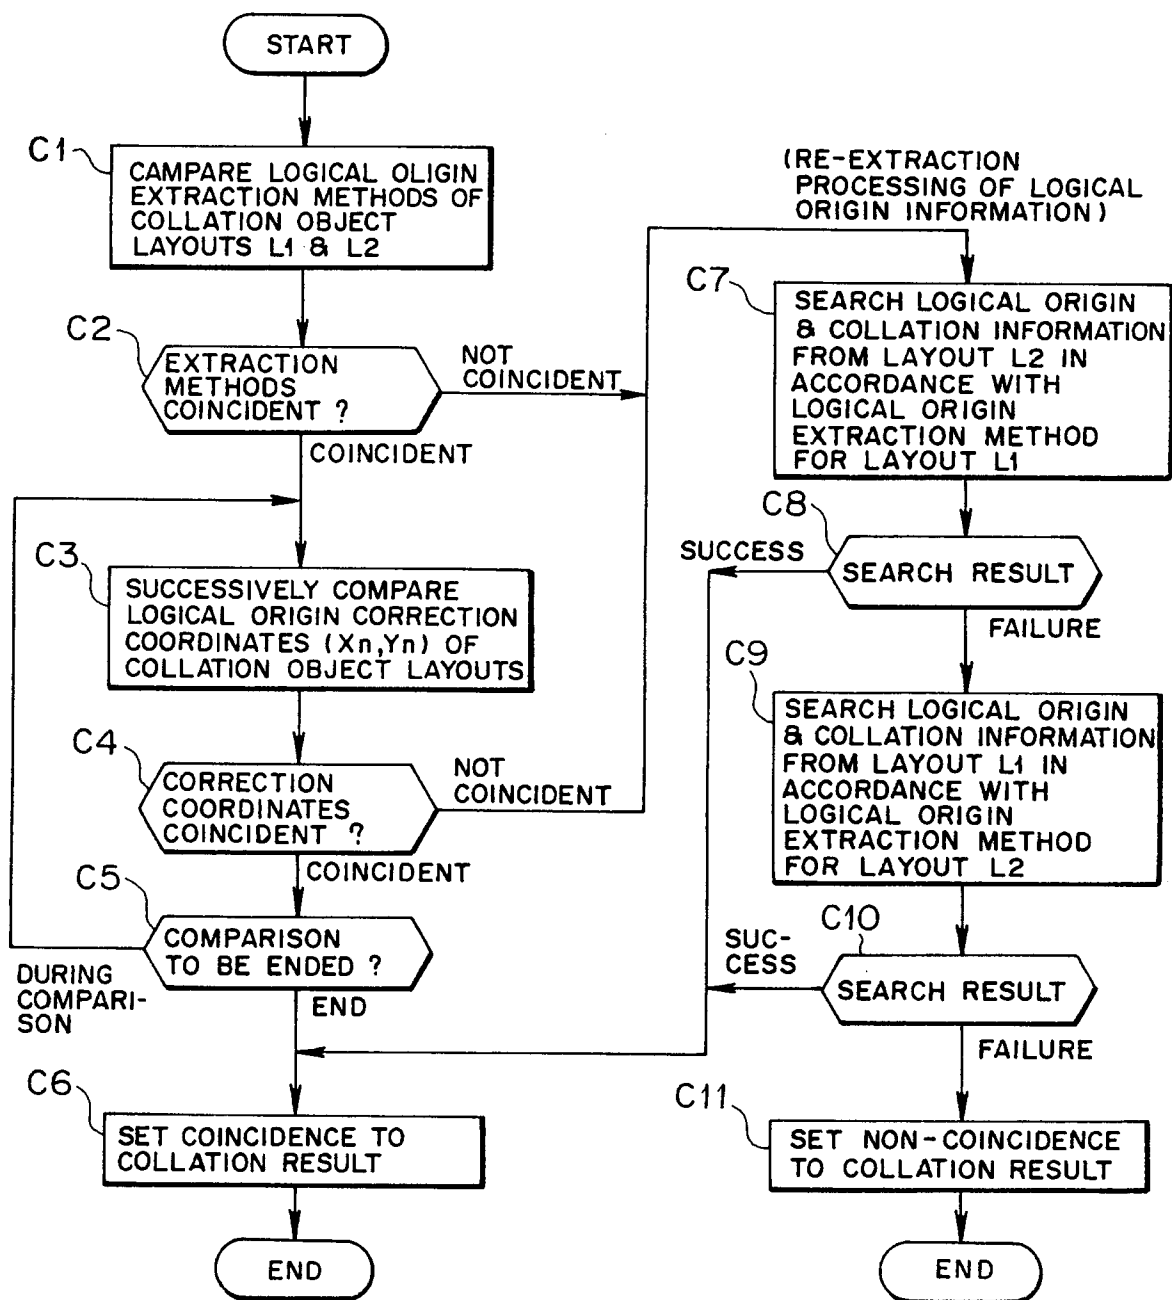 START
C1
CAMPARE LOGICAL OLIGIN
EXTRACTION METHODS OF
COLLATION OBJECT
LAYOUTS L1 & L2
C2
EXTRACTION
METHODS
COINCIDENT ?
NOT
COINCIDENT
COINCIDENT
C3
SUCCESSIVELY COMPARE
LOGICAL ORIGIN CORRECTION
COORDINATES (Xn,Yn) OF
COLLATION OBJECT LAYOUTS
C4
CORRECTION
COORDINATES
COINCIDENT ?
NOT
COINCIDENT
COINCIDENT
C5
COMPARISON
TO BE ENDED ?
DURING
COMPARI-
SON
END
C6
SET COINCIDENCE TO
COLLATION RESULT
END
(RE-EXTRACTION
PROCESSING OF LOGICAL
ORIGIN INFORMATION)
C7
SEARCH LOGICAL ORIGIN
& COLLATION INFORMATION
FROM LAYOUT L2 IN
ACCORDANCE WITH
LOGICAL ORIGIN
EXTRACTION METHOD
FOR LAYOUT L1
C8
SUCCESS
SEARCH RESULT
FAILURE
C9
SEARCH LOGICAL ORIGIN
& COLLATION INFORMATION
FROM LAYOUT L1 IN
ACCORDANCE WITH
LOGICAL ORIGIN
EXTRACTION METHOD
FOR LAYOUT L2
C10
SUC-
CESS
SEARCH RESULT
FAILURE
C11
SET NON-COINCIDENCE
TO COLLATION RESULT
END